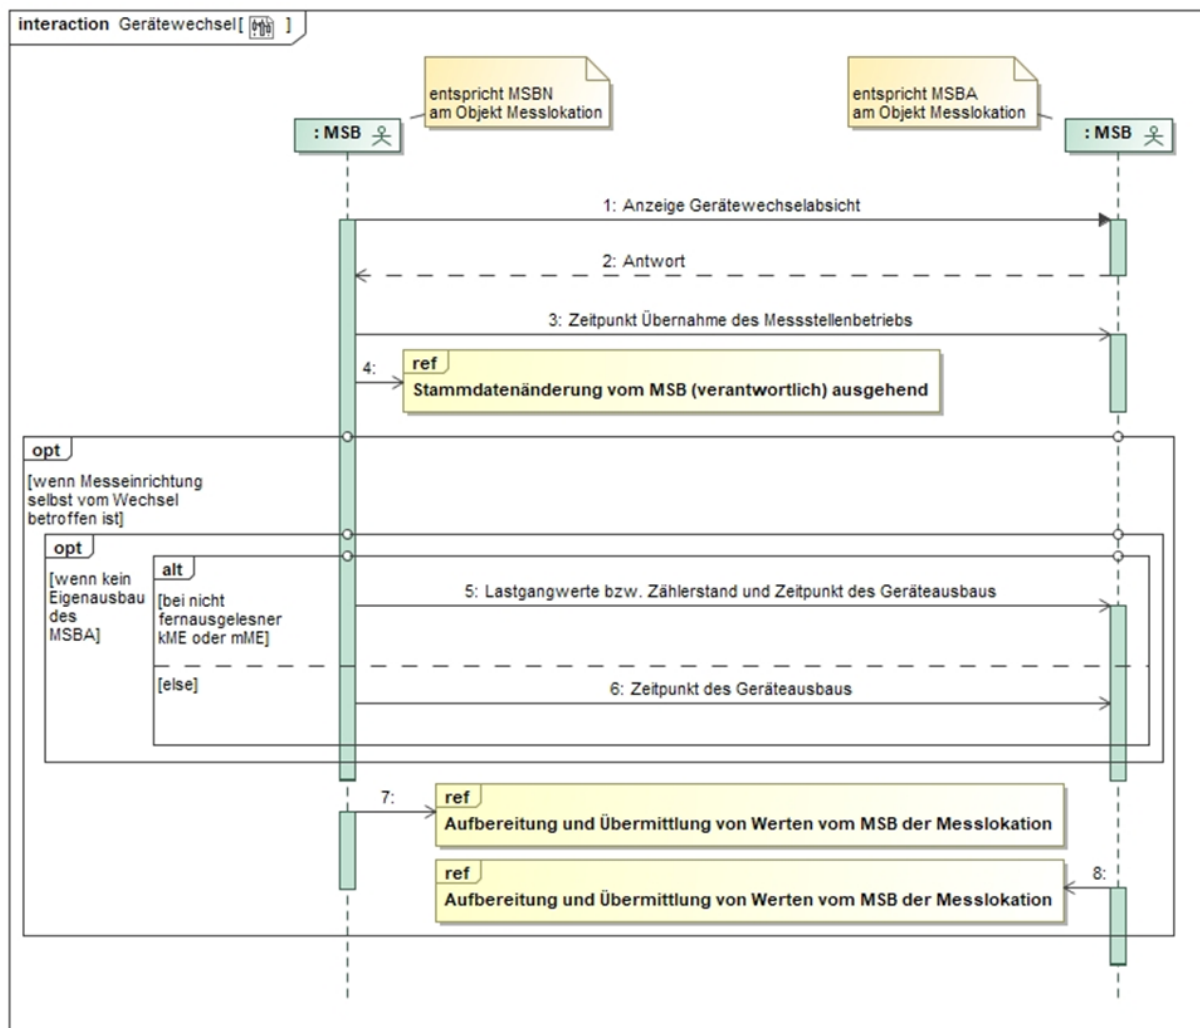 interaction Gerätewechsel[ ]
entspricht MSBN
am Objekt Messlokation
entspricht MSBA
am Objekt Messlokation
: MSB
: MSB
1: Anzeige Gerätewechselabsicht
2: Antwort
3: Zeitpunkt Übernahme des Messstellenbetriebs
4:
ref
Stammdatenänderung vom MSB (verantwortlich) ausgehend
opt
[wenn Messeinrichtung
selbst vom Wechsel
betroffen ist]
opt
[wenn kein
Eigenausbau
des
MSBA]
alt
[bei nicht
fernausgelesner
kME oder mME]
5: Lastgangwerte bzw. Zählerstand und Zeitpunkt des Geräteausbaus
[else]
6: Zeitpunkt des Geräteausbaus
7:
ref
Aufbereitung und Übermittlung von Werten vom MSB der Messlokation
ref
Aufbereitung und Übermittlung von Werten vom MSB der Messlokation
8: